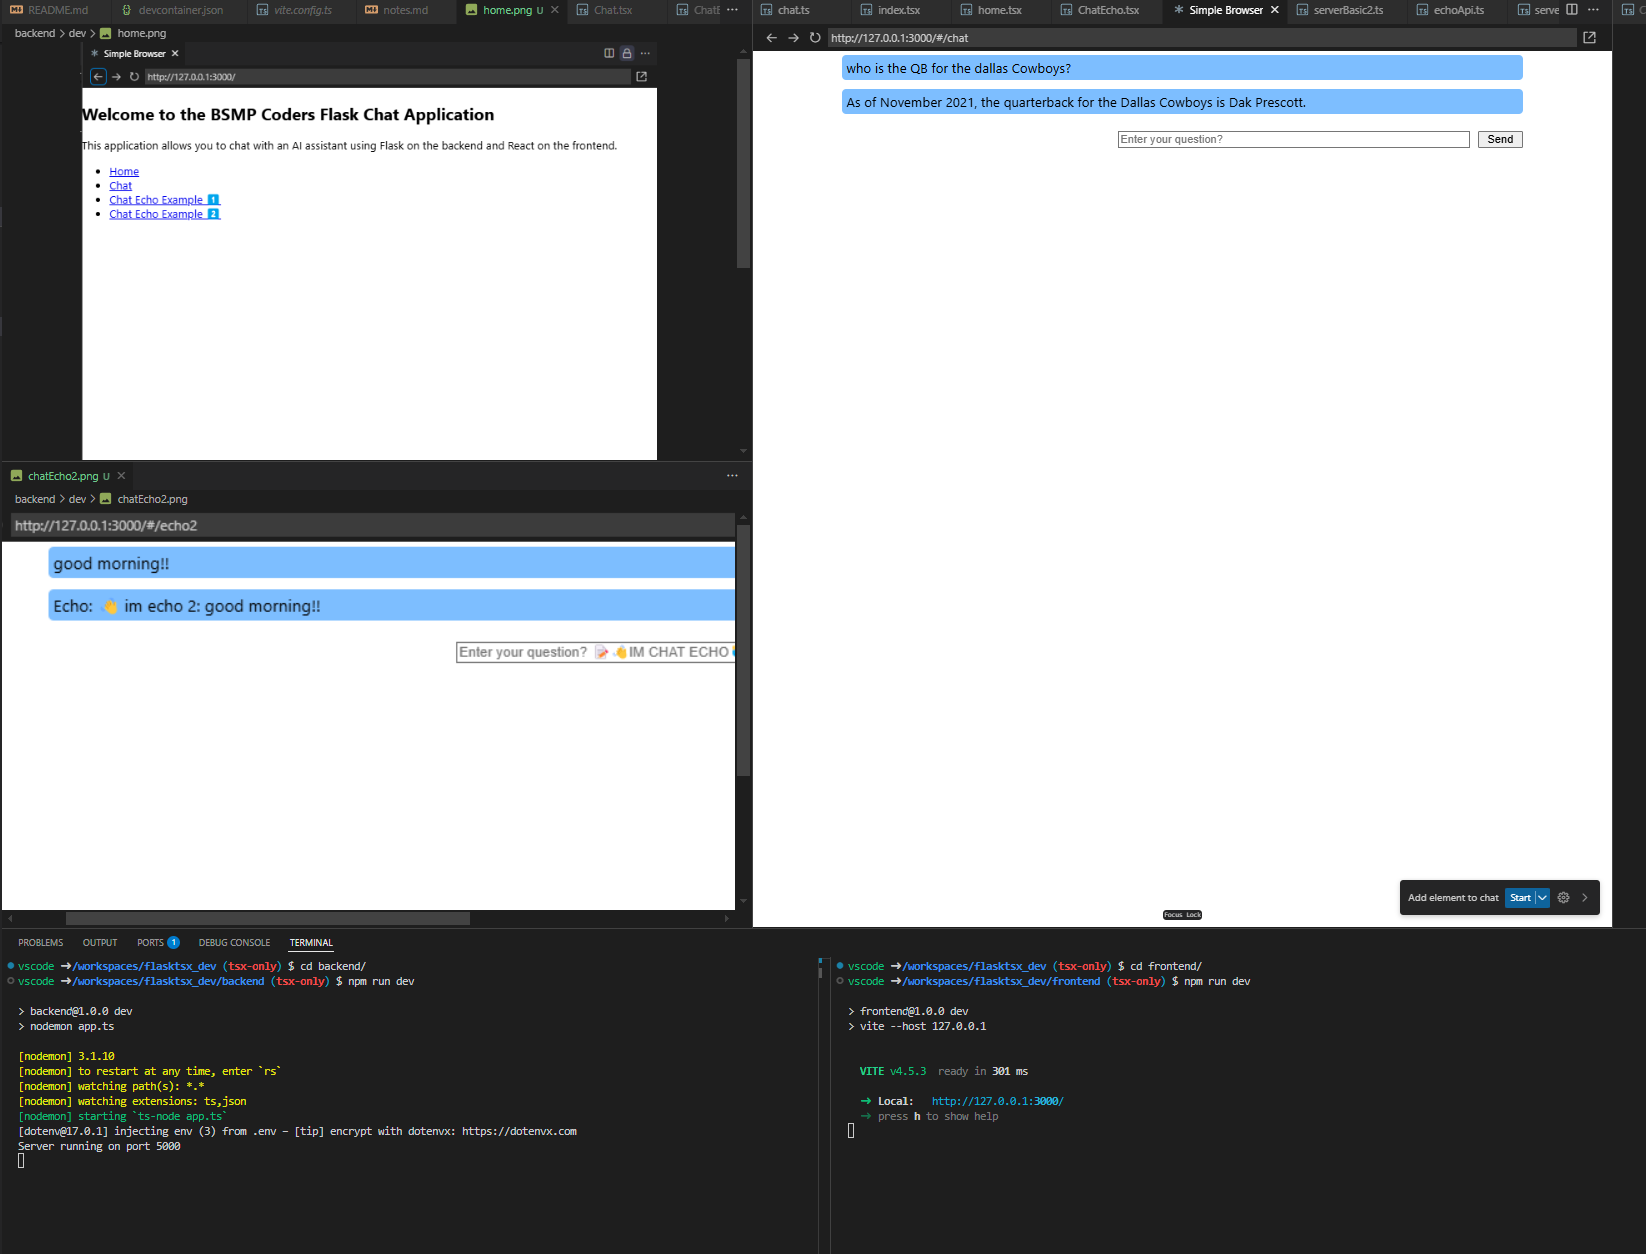 README.md devcontainer.json vite.config.ts notes.md home.png U Chat.tsx
backend > dev > home.png
Simple Browser
http://127.0.0.1:3000/
Welcome to the BSMP Coders Flask Chat Application
This application allows you to chat with an AI assistant using Flask on the backend and React on the frontend.
Home
Chat
Chat Echo Example 1
Chat Echo Example 2
chatEcho2.png U
backend > dev > chatEcho2.png
http://127.0.0.1:3000/#/echo2
good morning!!
Echo: 👋 im echo 2: good morning!!
Enter your question? 📝 👋IM CHAT ECHO
chat.ts index.tsx home.tsx ChatEcho.tsx Simple Browser serverBasic2.ts echoApi.ts serve
http://127.0.0.1:3000/#/chat
who is the QB for the dallas Cowboys?
As of November 2021, the quarterback for the Dallas Cowboys is Dak Prescott.
Enter your question? Send
Add element to chat Start
Focus Lock
PROBLEMS OUTPUT PORTS 1 DEBUG CONSOLE TERMINAL
vscode ➜/workspaces/flasktsx_dev (tsx-only) $ cd backend/
vscode ➜/workspaces/flasktsx_dev/backend (tsx-only) $ npm run dev
> backend@1.0.0 dev
> nodemon app.ts
[nodemon] 3.1.10
[nodemon] to restart at any time, enter `rs`
[nodemon] watching path(s): *.*
[nodemon] watching extensions: ts,json
[nodemon] starting `ts-node app.ts`
[dotenv@17.0.1] injecting env (3) from .env – [tip] encrypt with dotenvx: https://dotenvx.com
Server running on port 5000
vscode ➜/workspaces/flasktsx_dev (tsx-only) $ cd frontend/
vscode ➜/workspaces/flasktsx_dev/frontend (tsx-only) $ npm run dev
> frontend@1.0.0 dev
> vite --host 127.0.0.1
VITE v4.5.3 ready in 301 ms
➜ Local: http://127.0.0.1:3000/
➜ press h to show help